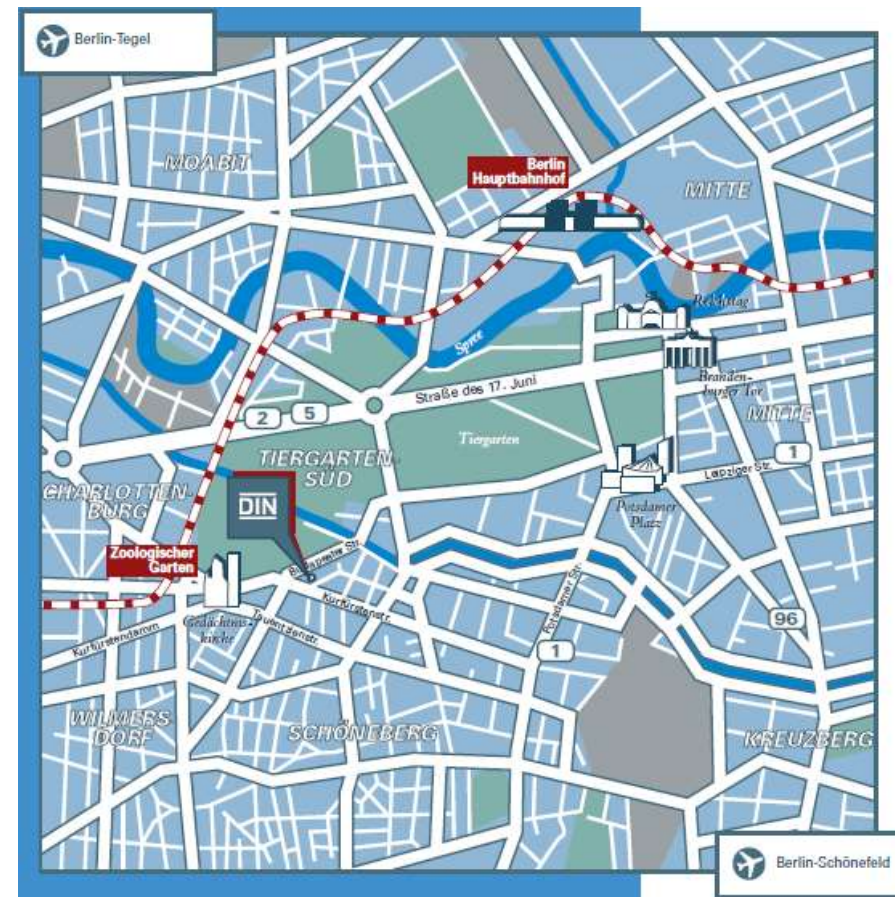 Berlin-Tegel
MOABIT
Berlin
Hauptbahnhof
MITTE
Reichstag
Spree
Branden-
burger Tor
Straße des 17. Juni
2
5
MITTE
Tiergarten
1
TIERGARTEN-
SÜD
Leipziger Str.
CHARLOTTEN-
BURG
DIN
Potsdamer
Platz
Zoologischer
Garten
Budapester Str.
Kurfürstenstr.
Potsdamer Str.
Gedächtnis-
kirche
Tauentzienstr.
Kurfürstendamm
96
1
WILMERS
DORF
SCHÖNEBERG
KREUZBERG
Berlin-Schönefeld